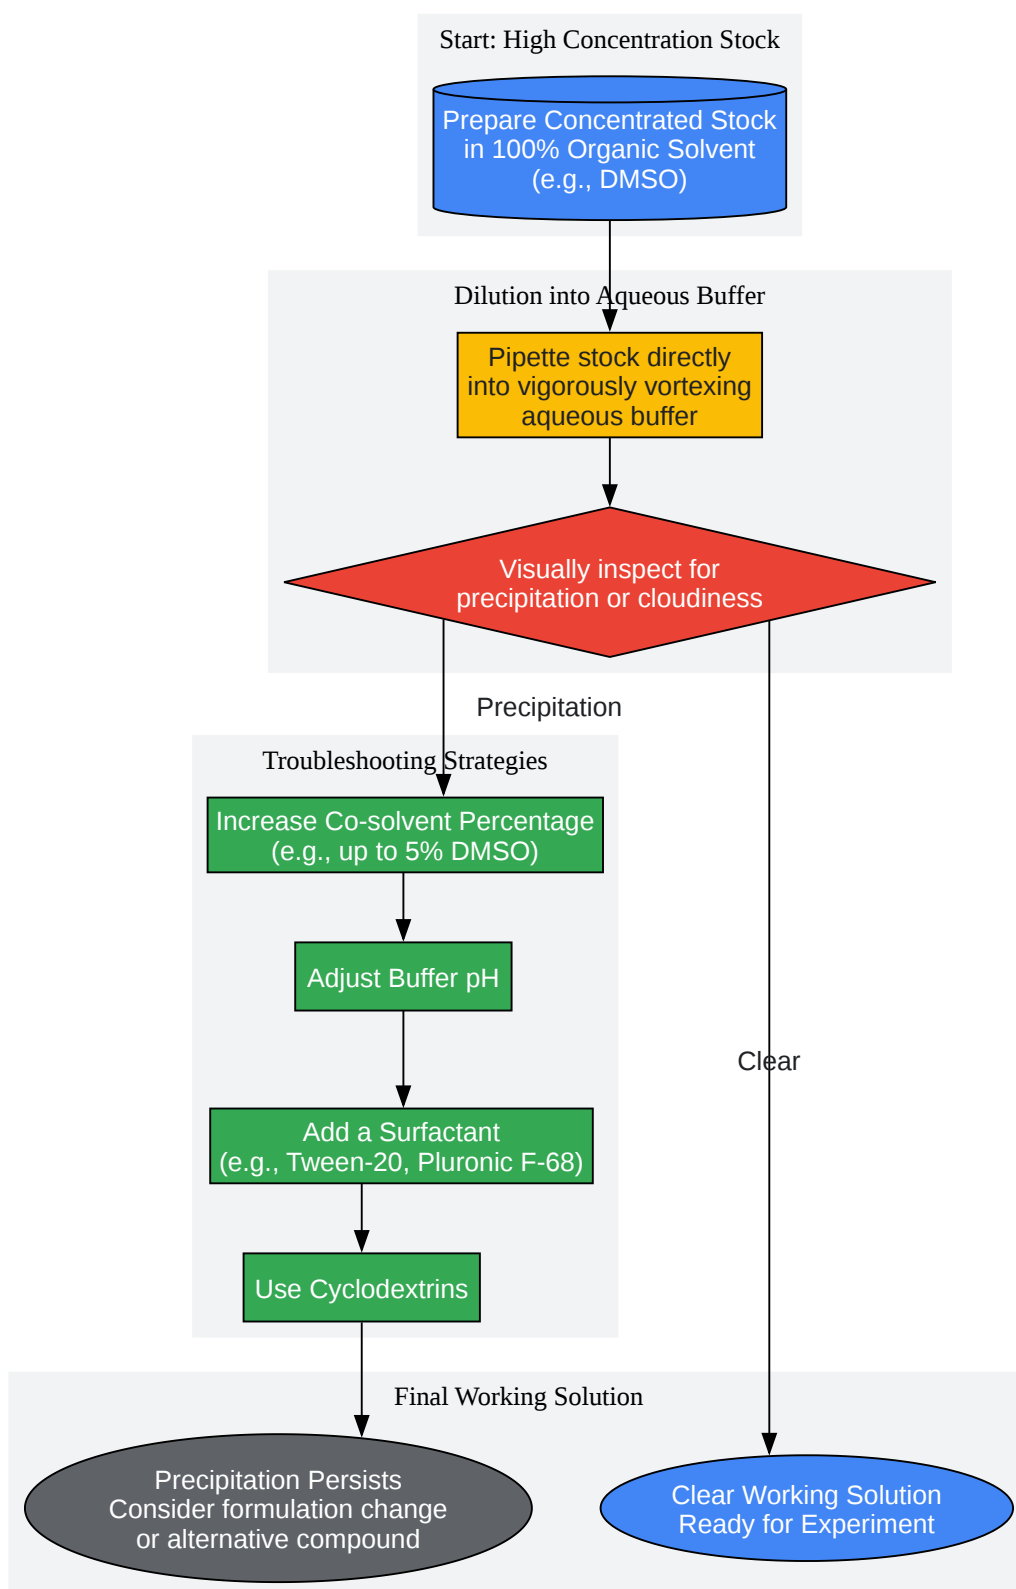 Start: High Concentration Stock
Prepare Concentrated Stock
in 100% Organic Solvent
(e.g., DMSO)
Dilution into Aqueous Buffer
Pipette stock directly
into vigorously vortexing
aqueous buffer
Visually inspect for
precipitation or cloudiness
Precipitation
Troubleshooting Strategies
Increase Co-solvent Percentage
(e.g., up to 5% DMSO)
Adjust Buffer pH
Clear
Add a Surfactant
(e.g., Tween-20, Pluronic F-68)
Use Cyclodextrins
Final Working Solution
Precipitation Persists
Consider formulation change
or alternative compound
Clear Working Solution
Ready for Experiment